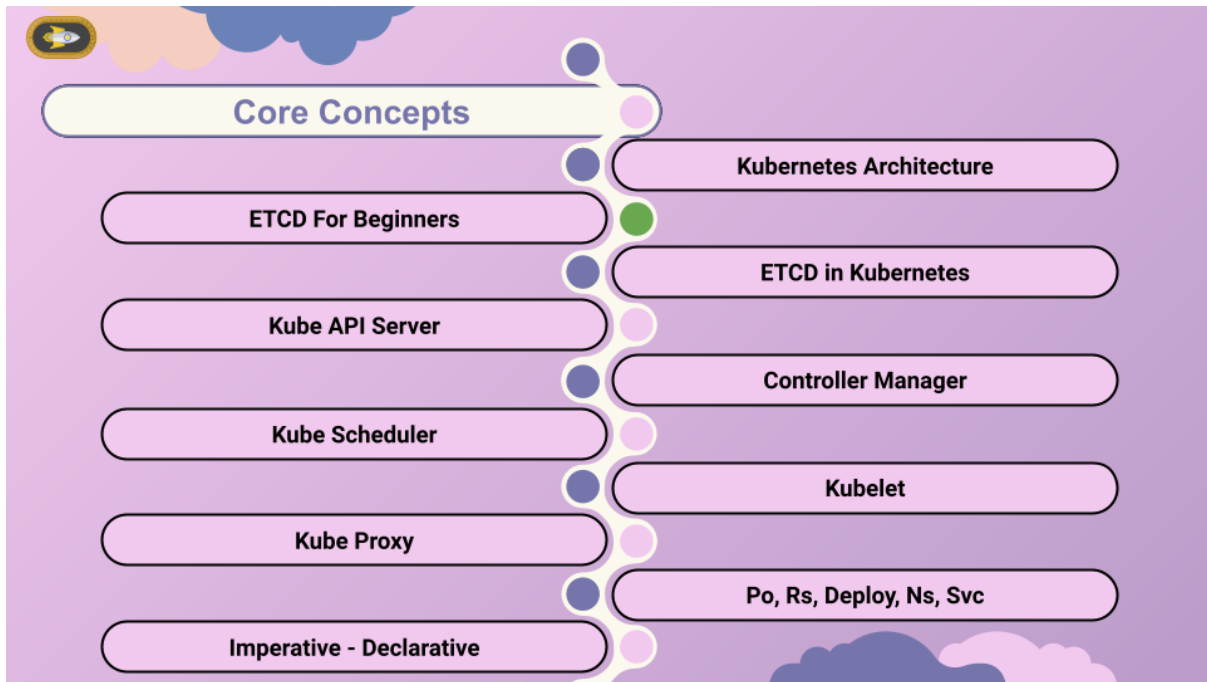 Core Concepts
Kubernetes Architecture
ETCD For Beginners
ETCD in Kubernetes
Kube API Server
Controller Manager
Kube Scheduler
Kubelet
Kube Proxy
Po, Rs, Deploy, Ns, Svc
Imperative - Declarative